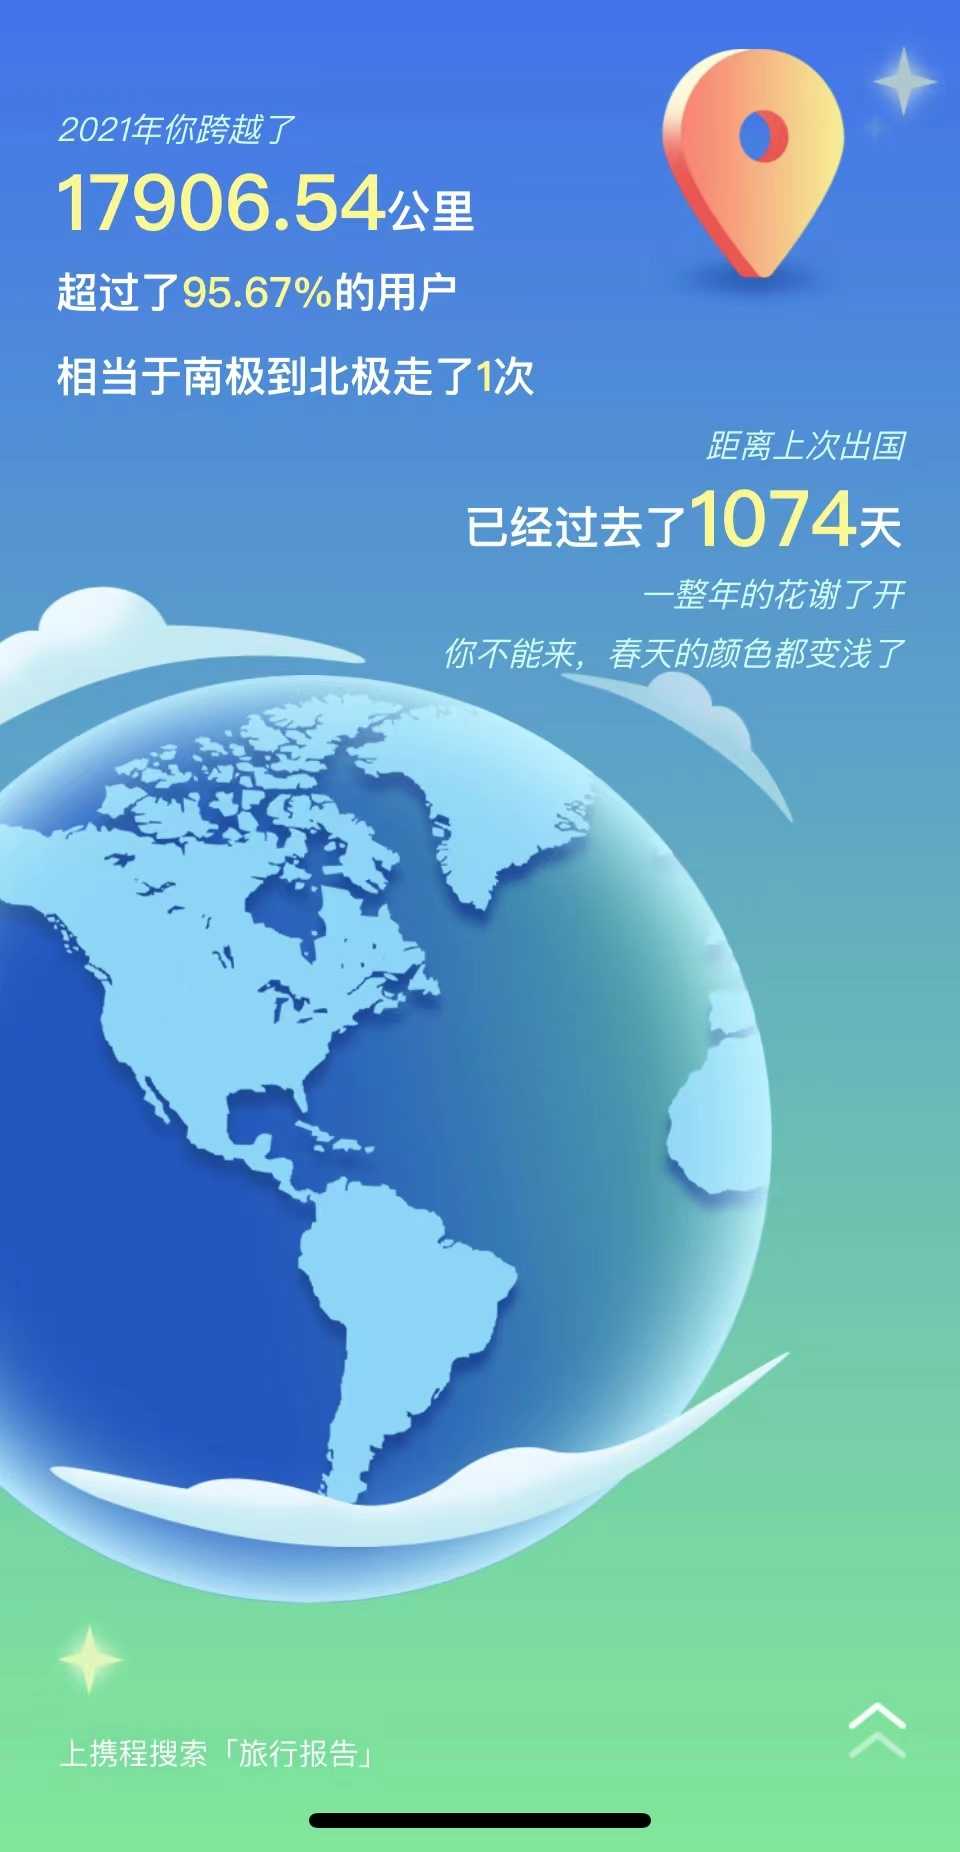 2021年你跨越了
17906.54公里
超过了95.67%的用户
相当于南极到北极走了1次
距离上次出国
已经过去了1074天
一整年的花谢了开
你不能来，春天的颜色都变浅了
上携程搜索「旅行报告」